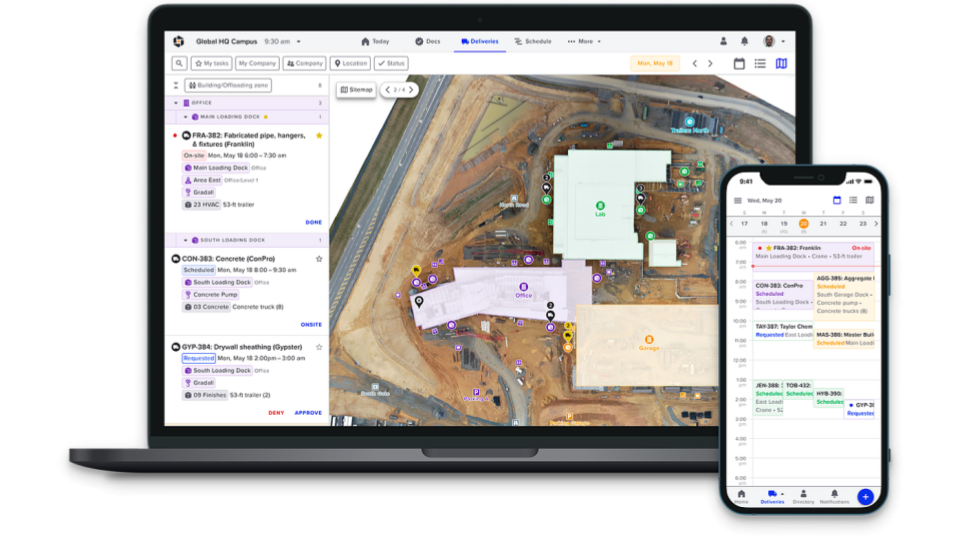 Global HQ Campus 9:30 am
Today
Docs
Deliveries
Schedule
More
My tasks
My Company
Company
Location
Status
Mon, May 18
Building/Offloading zone
6
OFFICE
3
MAIN LOADING DOCK
1
FRA-382: Fabricated pipe, hangers,
& fixtures (Franklin)
On-site Mon, May 18 6:00 – 7:30 am
Main Loading Dock Office
Area East Office:Level 1
Gradall
23 HVAC 53-ft trailer
DONE
SOUTH LOADING DOCK
1
CON-383: Concrete (ConPro)
Scheduled Mon, May 18 8:00 – 9:30 am
South Loading Dock Office
Concrete Pump
03 Concrete Concrete truck (8)
ONSITE
GYP-384: Drywall sheathing (Gypster)
Requested Mon, May 18 2:00pm – 3:00 am
South Loading Dock Office
Gradall
09 Finishes 53-ft trailer (2)
DENY APPROVE
Sitemap
2 / 4
Trailers North
North Road
Lab
Office
Garage
South Gate
9:41
Wed, May 20
S M T W T F S
17 18 19 20 21 22 23
6:00 am
FRA-382: Franklin On-site
Main Loading Dock • Crane • 53-ft trailer
7:00 am
8:00 am
AGG-385: Aggregate
Scheduled
South Garage Dock •
Concrete pump •
Concrete trucks (8)
CON-383: ConPro
Scheduled
South Loading Dock •
9:00 am
10:00 am
TAY-387: Taylor Chem
Requested East Loadi
MAS-386: Master Buil
Scheduled Main Loadi
11:00 am
12:00 pm
1:00 pm
JEN-388:
Scheduled
East Loadi
Crane •
TOB-432:
Scheduled
HYB-390:
Scheduled
2:00 pm
GYP-3
Requested
3:00 pm
4:00 pm
5:00 pm
6:00 pm
Home
Deliveries
Directory
Notifications